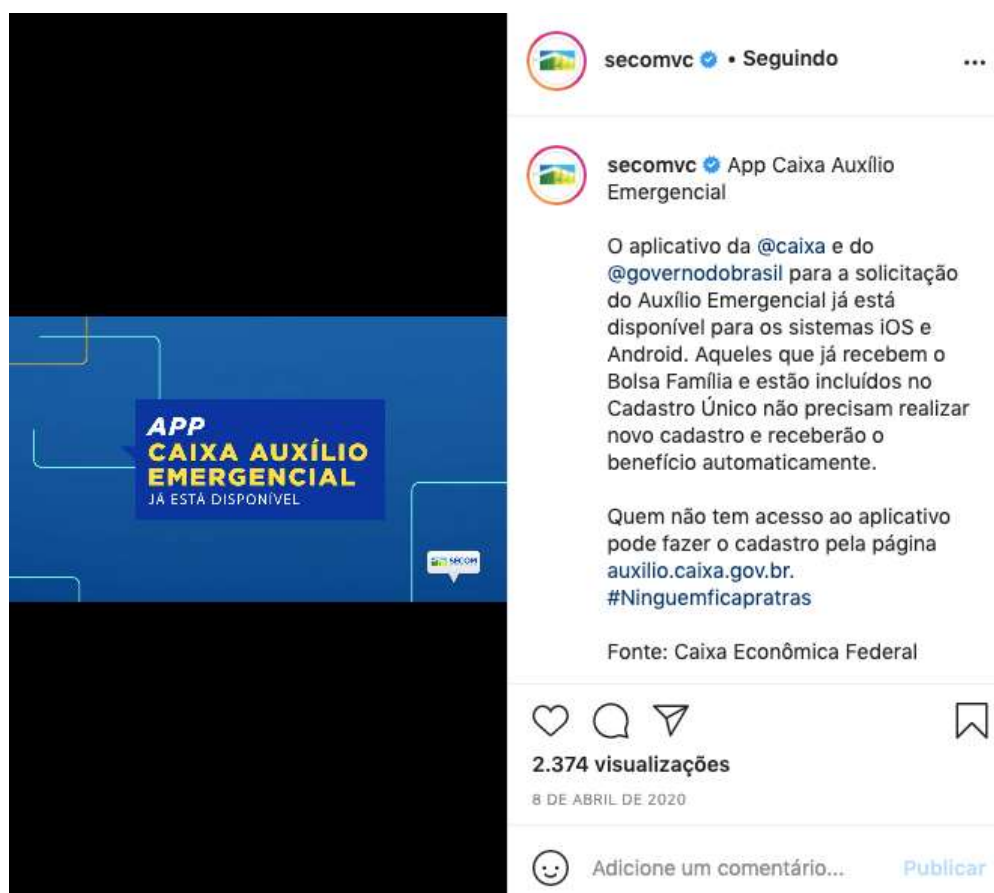 APP
CAIXA AUXÍLIO
EMERGENCIAL
JÁ ESTÁ DISPONÍVEL
SECOM
secomvc • Seguindo
secomvc App Caixa Auxílio
Emergencial
O aplicativo da @caixa e do
@governodobrasil para a solicitação
do Auxílio Emergencial já está
disponível para os sistemas iOS e
Android. Aqueles que já recebem o
Bolsa Família e estão incluídos no
Cadastro Único não precisam realizar
novo cadastro e receberão o
benefício automaticamente.
Quem não tem acesso ao aplicativo
pode fazer o cadastro pela página
auxilio.caixa.gov.br.
#Ninguemficapratras
Fonte: Caixa Econômica Federal
2.374 visualizações
8 DE ABRIL DE 2020
Adicione um comentário... Publicar